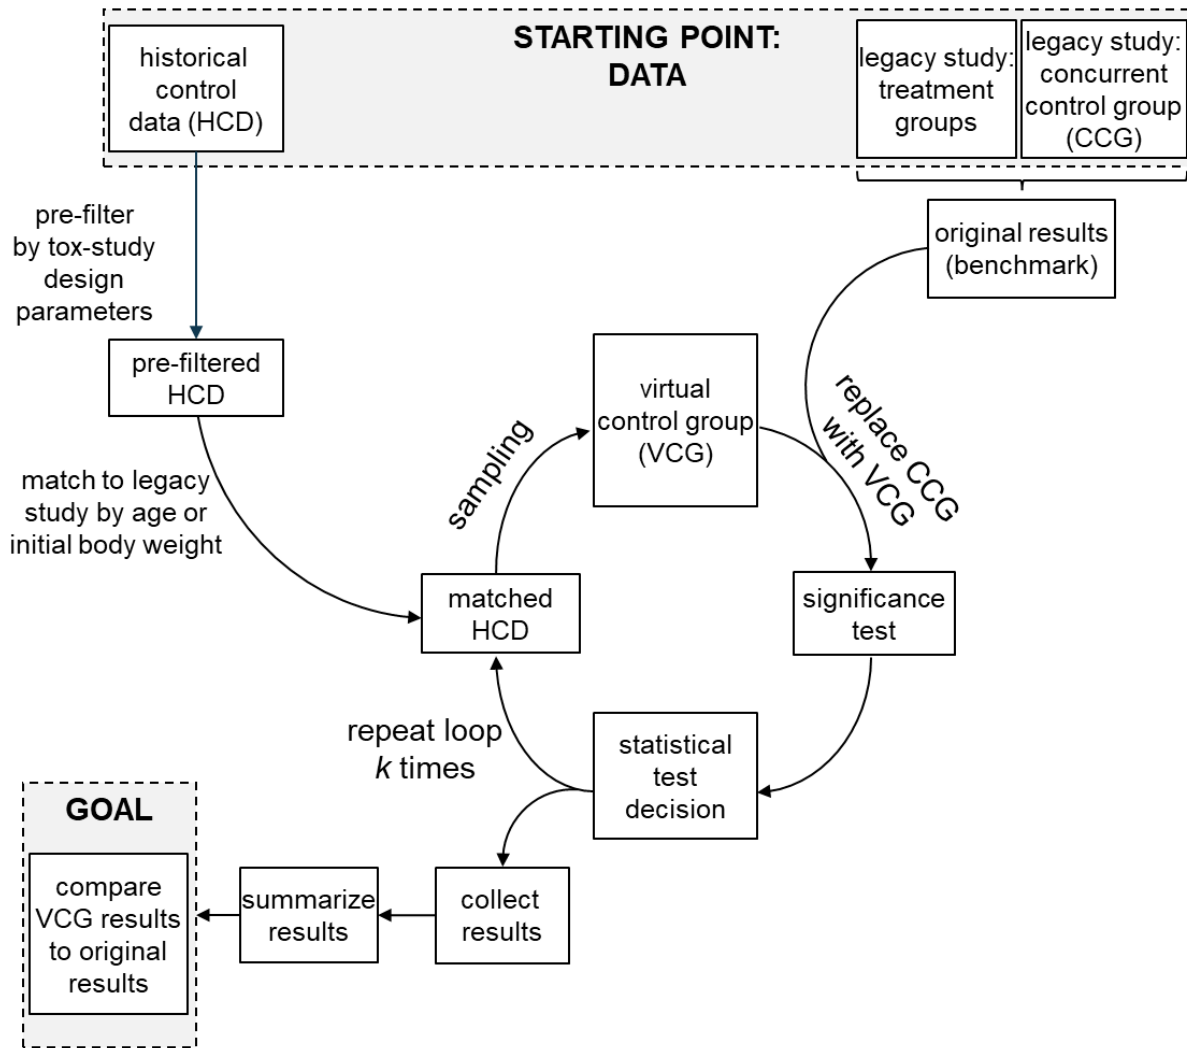 STARTING POINT:
DATA
historical
control
data (HCD)
legacy study:
treatment
groups
legacy study:
concurrent
control group
(CCG)
pre-filter
by tox-study
design
parameters
original results
(benchmark)
pre-filtered
HCD
match to legacy
study by age or
initial body weight
matched
HCD
sampling
virtual
control group
(VCG)
replace CCG
with VCG
significance
test
statistical
test
decision
repeat loop
k times
collect
results
summarize
results
GOAL
compare
VCG results
to original
results